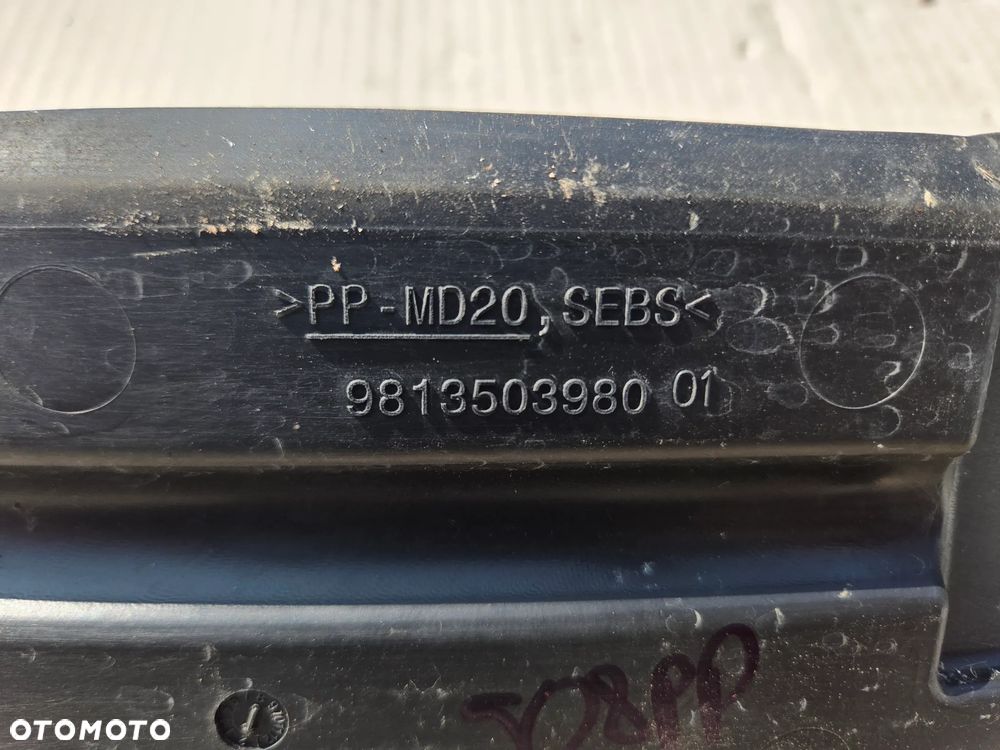 >PP-MD20, SEBS<
9813503980 01
OTOMOTO